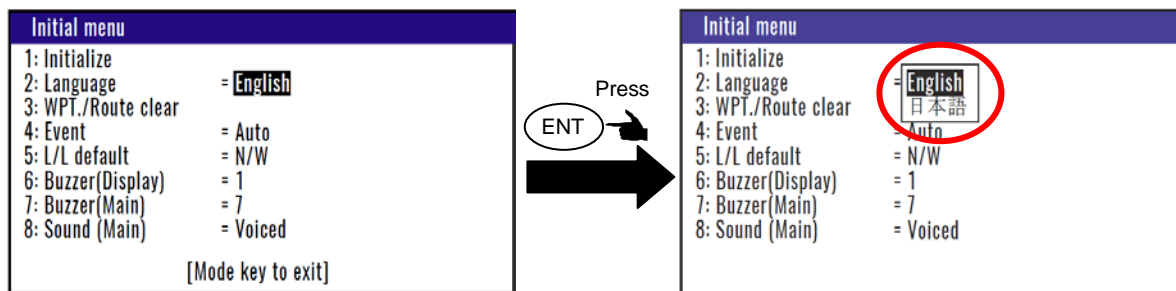 Initial menu
1: Initialize
2: Language = English
3: WPT./Route clear
4: Event = Auto
5: L/L default = N/W
6: Buzzer(Display) = 1
7: Buzzer(Main) = 7
8: Sound (Main) = Voiced
[Mode key to exit]
Press
ENT
Initial menu
1: Initialize
2: Language = English
日本語
3: WPT./Route clear
4: Event = Auto
5: L/L default = N/W
6: Buzzer(Display) = 1
7: Buzzer(Main) = 7
8: Sound (Main) = Voiced